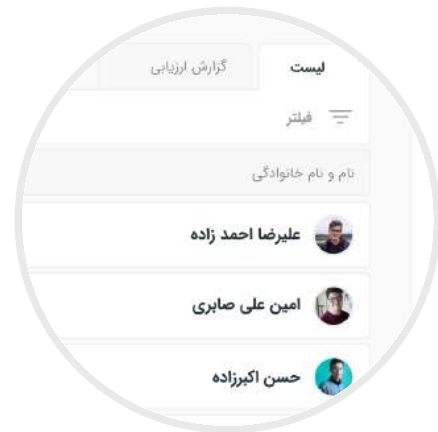 لیست گزارش ارزیابی
فیلتر
نام و نام خانوادگی
علیرضا احمد زاده
امین علی صابری
حسن اکبرزاده